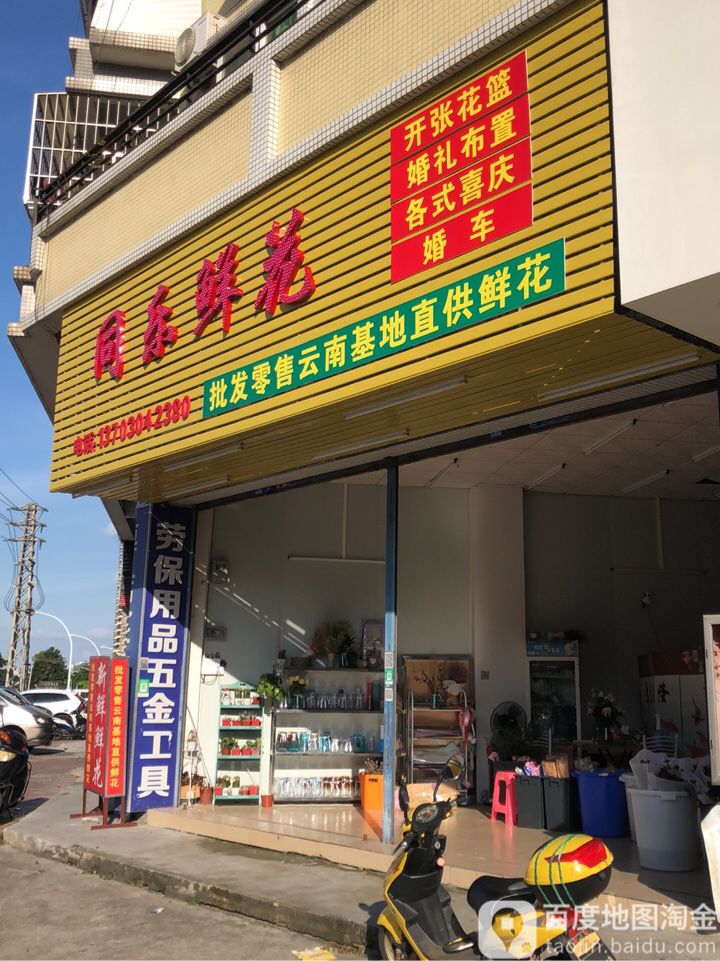 开张花篮
婚礼布置
各式喜庆
婚车
同乐鲜花
批发零售云南基地直供鲜花
电话:13703042380
劳保用品五金工具
新鲜鲜花
批发零售云南基地直供鲜花
隆
百度地图淘金
taojin.baidu.com